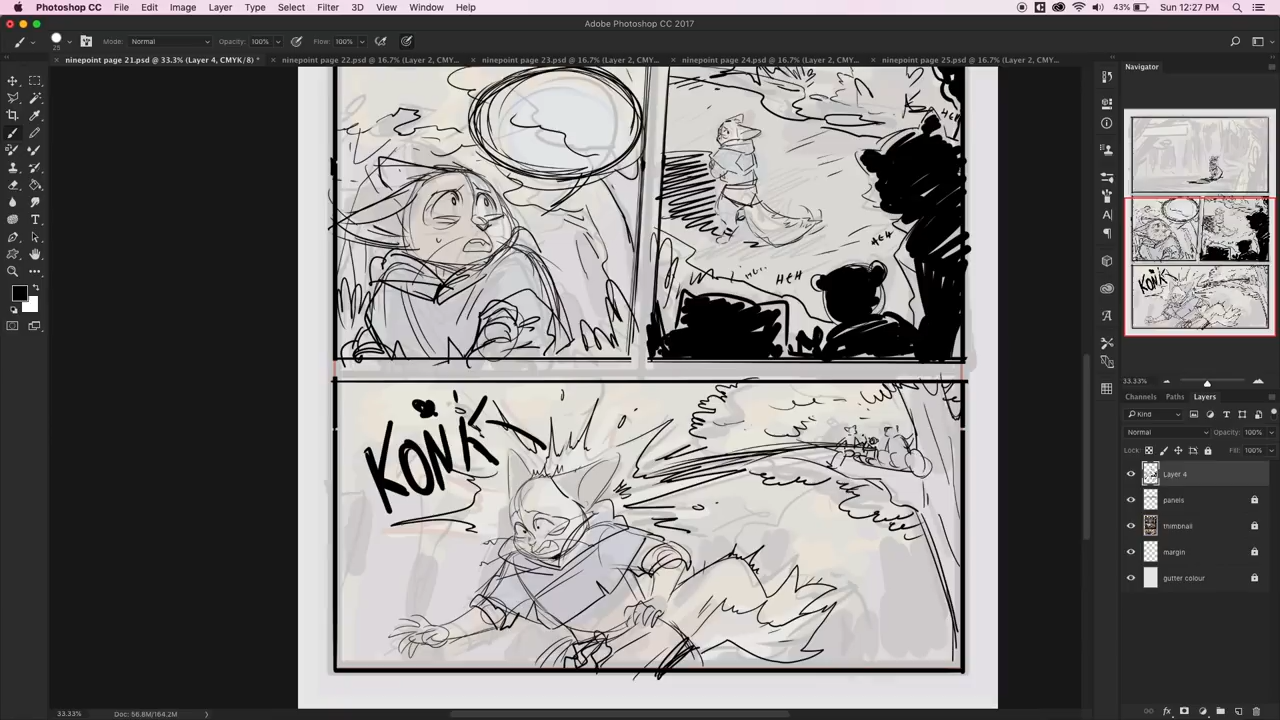 Photoshop CC File Edit Image Layer Type Select Filter 3D View Window Help 43% Sun 12:27 PM
Adobe Photoshop CC 2017
25 Mode: Normal Opacity: 100% Flow: 100%
ninepoint page 21.psd @ 33.3% (Layer 4, CMYK/8) * ninepoint page 22.psd @ 16.7% (Layer 2, CMY... ninepoint page 23.psd @ 16.7% (Layer 2, CMY... ninepoint page 24.psd @ 16.7% (Layer 2, CMY... ninepoint page 25.psd @ 16.7% (Layer 2, CM...
Navigator
HEH
HEH
HEH
KONK
33.33%
Channels Paths Layers
Kind
Normal Opacity: 100%
Lock: Fill: 100%
Layer 4
panels
thimbnail
margin
gutter colour
33.33% Doc: 56.8M/164.2M